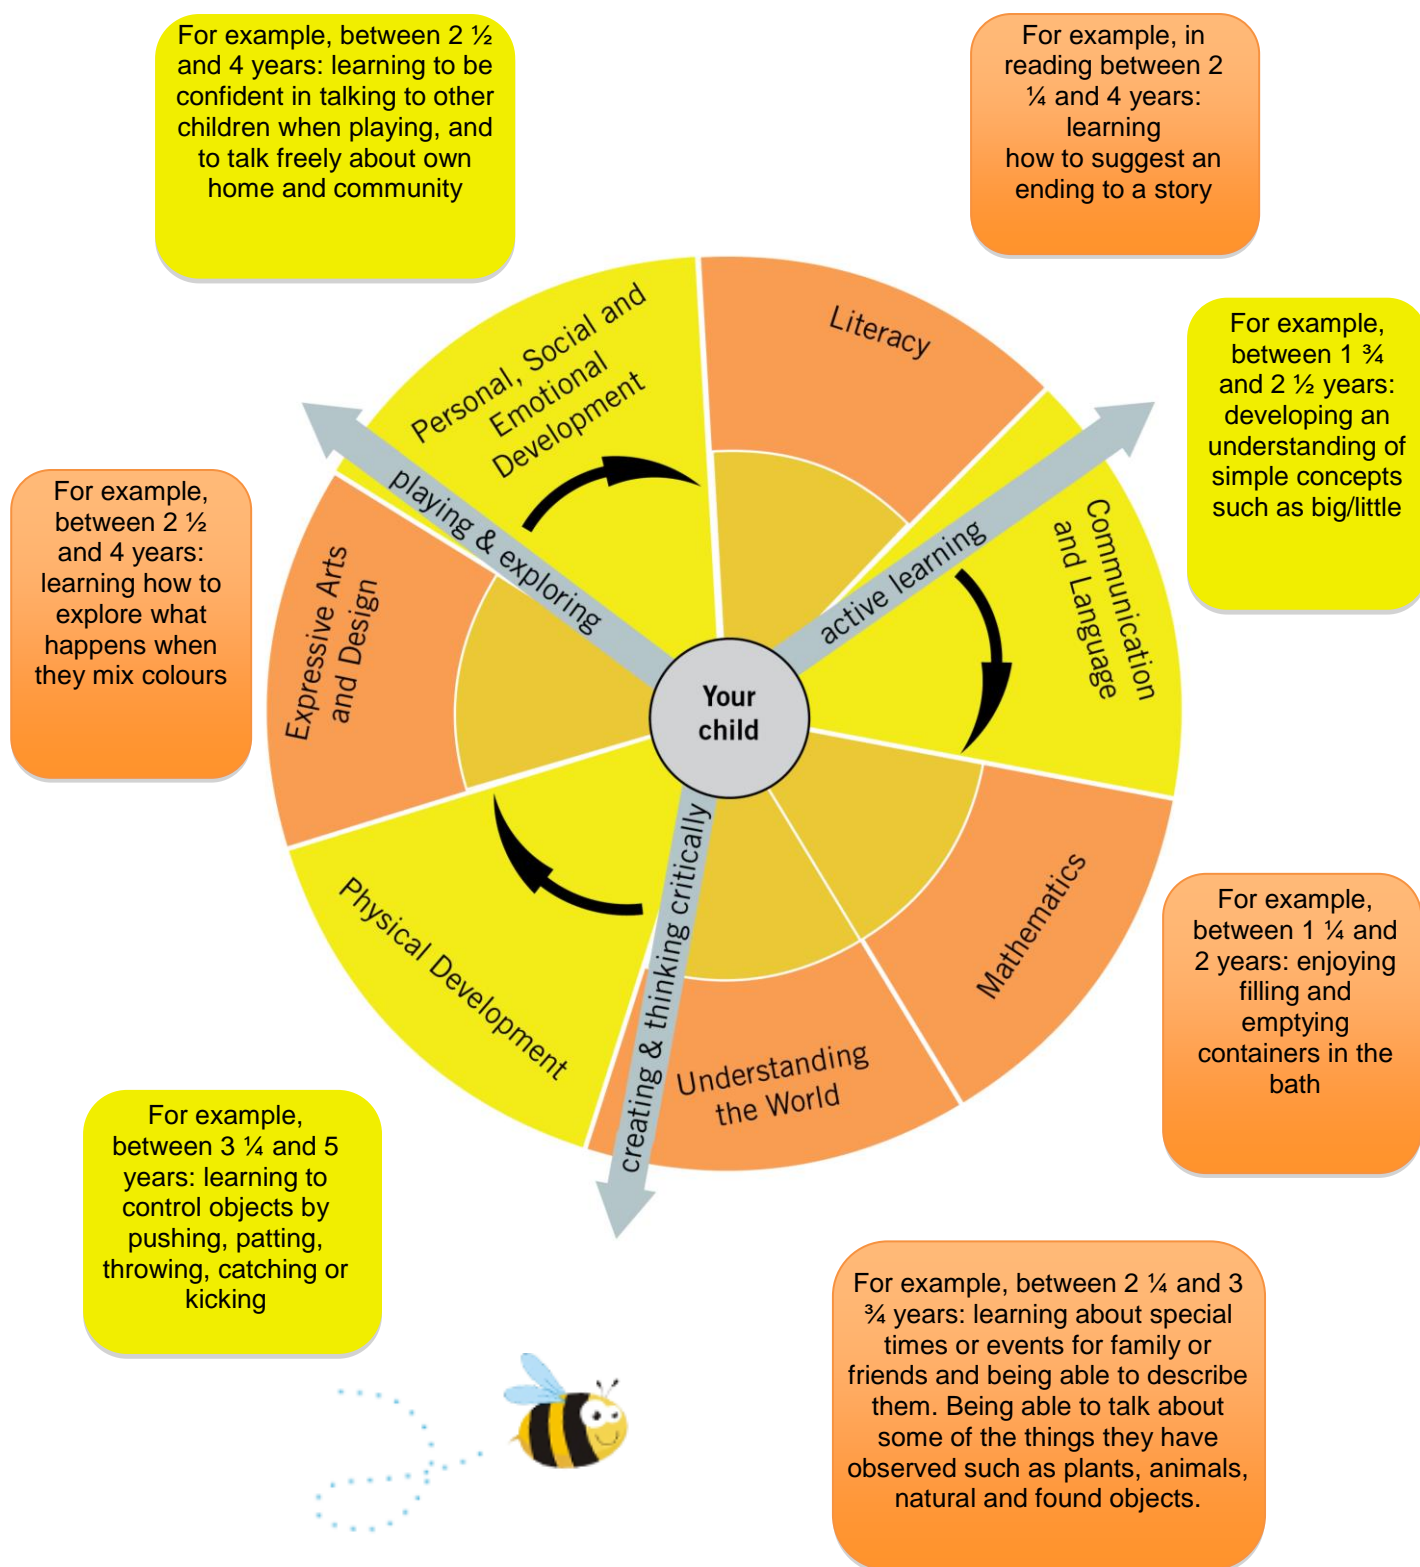 For example, between 2 ½
and 4 years: learning to be
confident in talking to other
children when playing, and
to talk freely about own
home and community
For example, in
reading between 2
¼ and 4 years:
learning
how to suggest an
ending to a story
For example,
between 1 ¾
and 2 ½ years:
developing an
understanding of
simple concepts
such as big/little
For example,
between 2 ½
and 4 years:
learning how to
explore what
happens when
they mix colours
Personal, Social and
Emotional
Development
Literacy
Communication
and Language
playing & exploring
active learning
Expressive Arts
and Design
Your
child
creating & thinking critically
Physical Development
Understanding
the World
Mathematics
For example,
between 1 ¼ and
2 years: enjoying
filling and
emptying
containers in the
bath
For example,
between 3 ¼ and 5
years: learning to
control objects by
pushing, patting,
throwing, catching or
kicking
For example, between 2 ¼ and 3
¾ years: learning about special
times or events for family or
friends and being able to describe
them. Being able to talk about
some of the things they have
observed such as plants, animals,
natural and found objects.